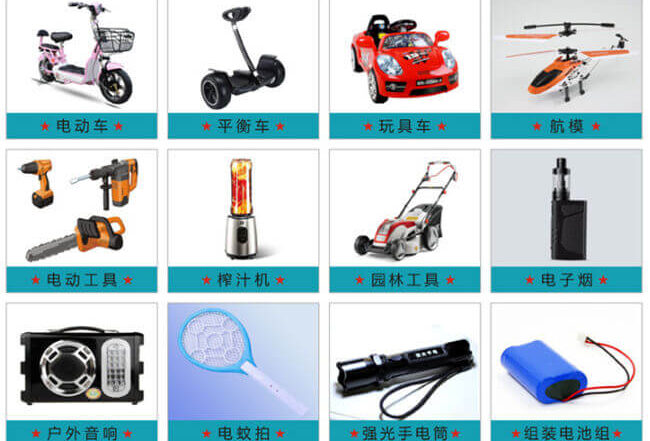 ★ 电动车 ★
★ 平衡车 ★
★ 玩具车 ★
★ 航模 ★
★ 电动工具 ★
★ 榨汁机 ★
★ 园林工具 ★
★ 电子烟 ★
★ 户外音响 ★
★ 电蚊拍 ★
★ 强光手电筒 ★
★ 组装电池组 ★